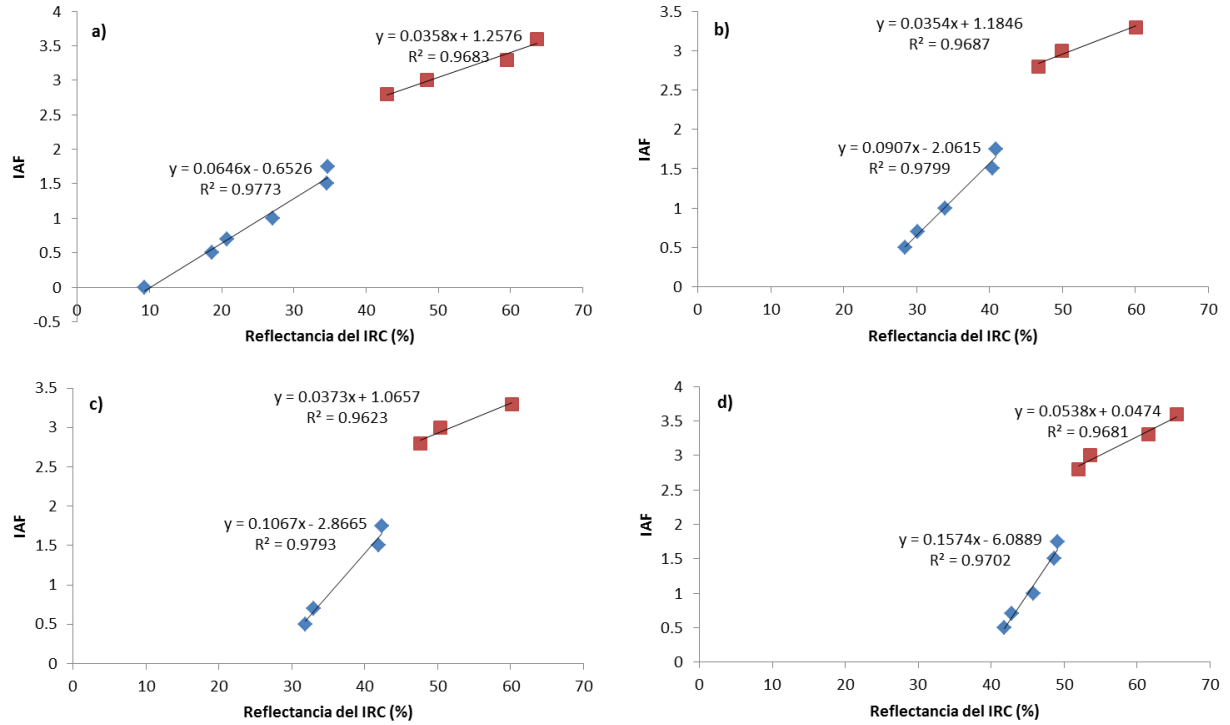 a)
y = 0.0358x + 1.2576
R² = 0.9683
y = 0.0646x - 0.6526
R² = 0.9773
4
3.5
3
2.5
2
1.5
1
0.5
0
-0.5
IAF
0 10 20 30 40 50 60 70
Reflectancia del IRC (%)
b)
y = 0.0354x + 1.1846
R² = 0.9687
y = 0.0907x - 2.0615
R² = 0.9799
3.5
3
2.5
2
1.5
1
0.5
0
IAF
0 10 20 30 40 50 60 70
Reflectancia del IRC (%)
c)
y = 0.0373x + 1.0657
R² = 0.9623
y = 0.1067x - 2.8665
R² = 0.9793
3.5
3
2.5
2
1.5
1
0.5
0
IAF
0 10 20 30 40 50 60 70
Reflectancia del IRC (%)
d)
y = 0.0538x + 0.0474
R² = 0.9681
y = 0.1574x - 6.0889
R² = 0.9702
4
3.5
3
2.5
2
1.5
1
0.5
0
IAF
0 10 20 30 40 50 60 70
Reflectancia del IRC (%)